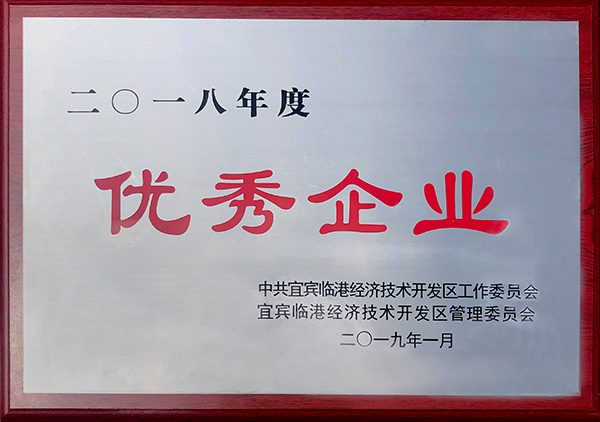 二〇一八年度
优秀企业
中共宜宾临港经济技术开发区工作委员会
宜宾临港经济技术开发区管理委员会
二〇一九年一月